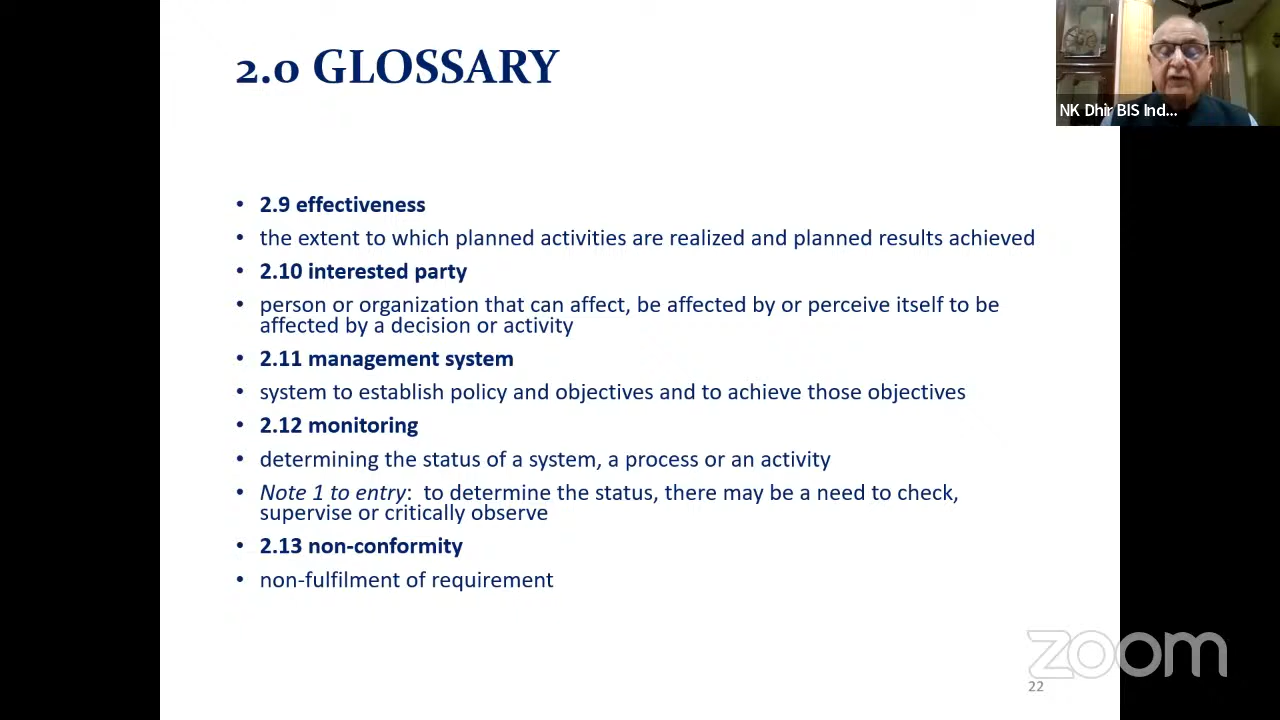 2.0 GLOSSARY
NK Dhir BIS Ind...
• 2.9 effectiveness
• the extent to which planned activities are realized and planned results achieved
• 2.10 interested party
• person or organization that can affect, be affected by or perceive itself to be
affected by a decision or activity
• 2.11 management system
• system to establish policy and objectives and to achieve those objectives
• 2.12 monitoring
• determining the status of a system, a process or an activity
• Note 1 to entry:  to determine the status, there may be a need to check,
supervise or critically observe
• 2.13 non-conformity
• non-fulfilment of requirement
zoom
22